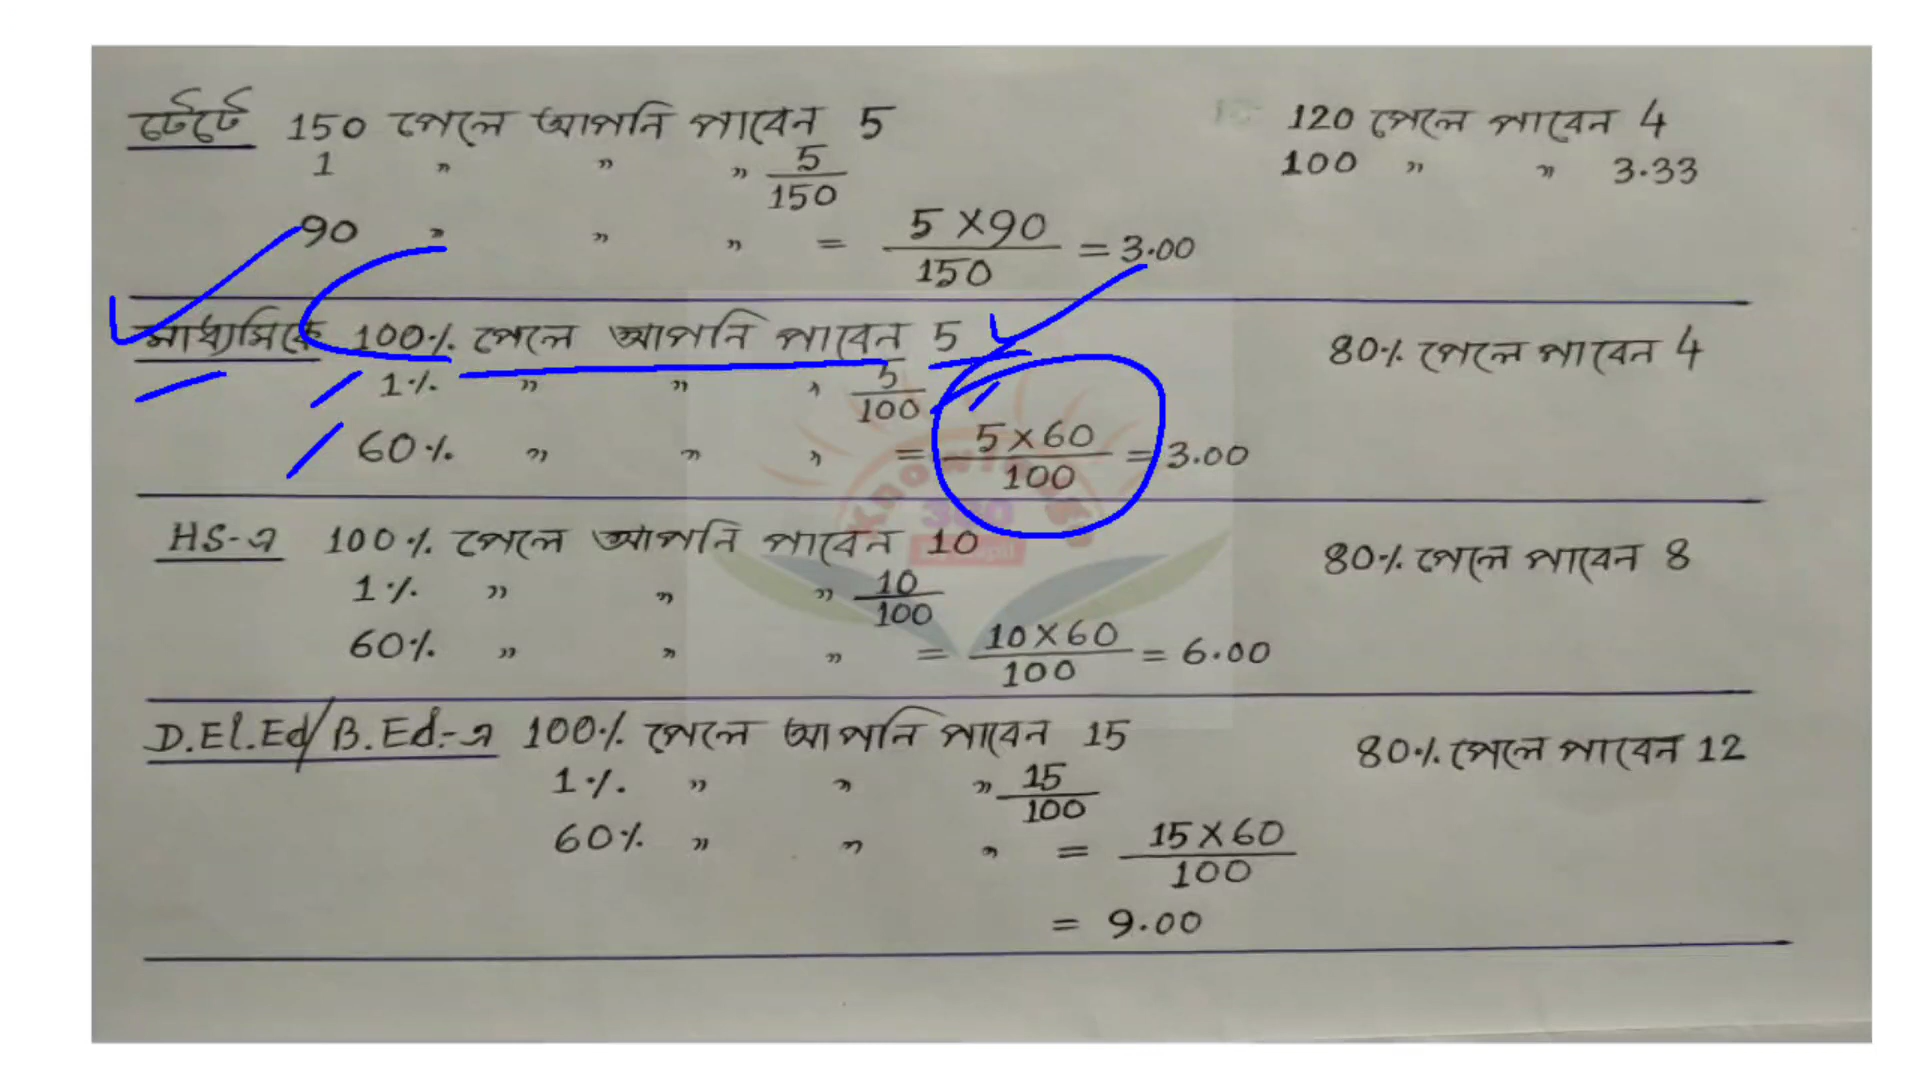 টেটে 150 পেলে আপনি পাবেন 5
120 পেলে পাবেন 4
1 " " " 5/150
100 " " 3.33
90 " " " = 5×90/150 = 3.00
মাধ্যমিকে 100% পেলে আপনি পাবেন 5
80% পেলে পাবেন 4
1% " " " 5/100
60% " " " = 5×60/100 = 3.00
HS-এ 100% পেলে আপনি পাবেন 10
80% পেলে পাবেন 8
1% " " " 10/100
60% " " " = 10×60/100 = 6.00
D.El.Ed/B.Ed.-এ 100% পেলে আপনি পাবেন 15
80% পেলে পাবেন 12
1% " " " 15/100
60% " " " = 15×60/100
= 9.00